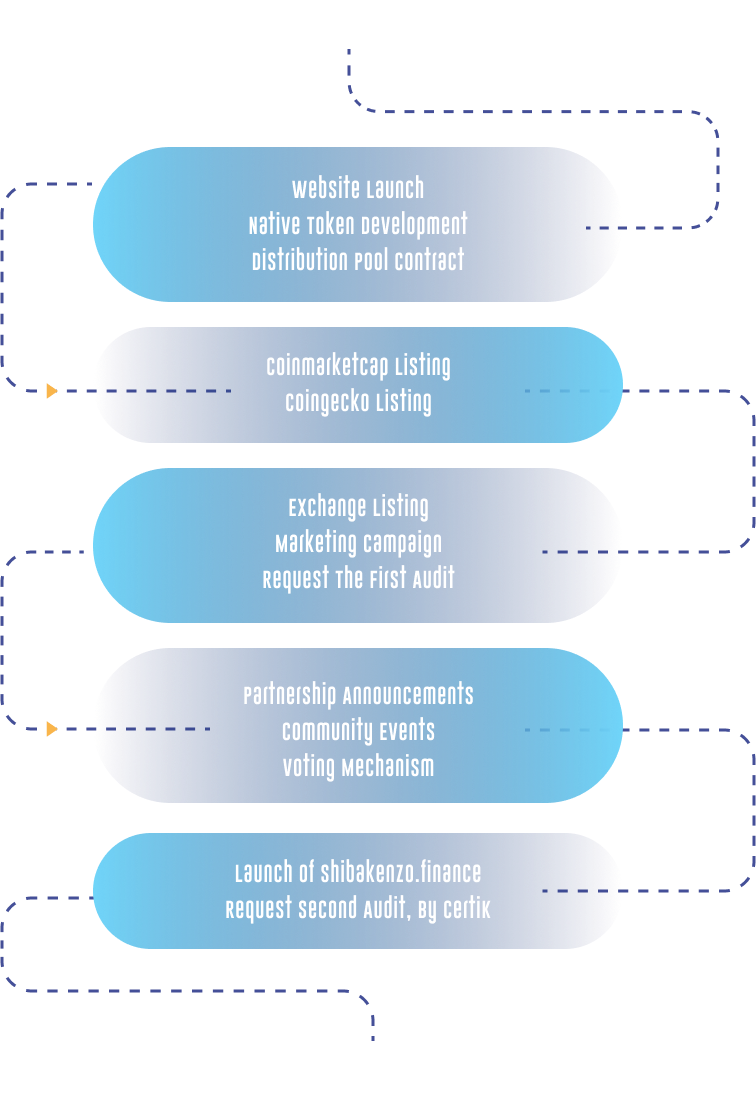 Website Launch
Native Token Development
Distribution Pool Contract
Coinmarketcap Listing
Coingecko Listing
Exchange Listing
Marketing Campaign
Request The First Audit
Partnership Announcements
Community Events
Voting Mechanism
Launch of shibakenzo.finance
Request Second Audit, By Certik